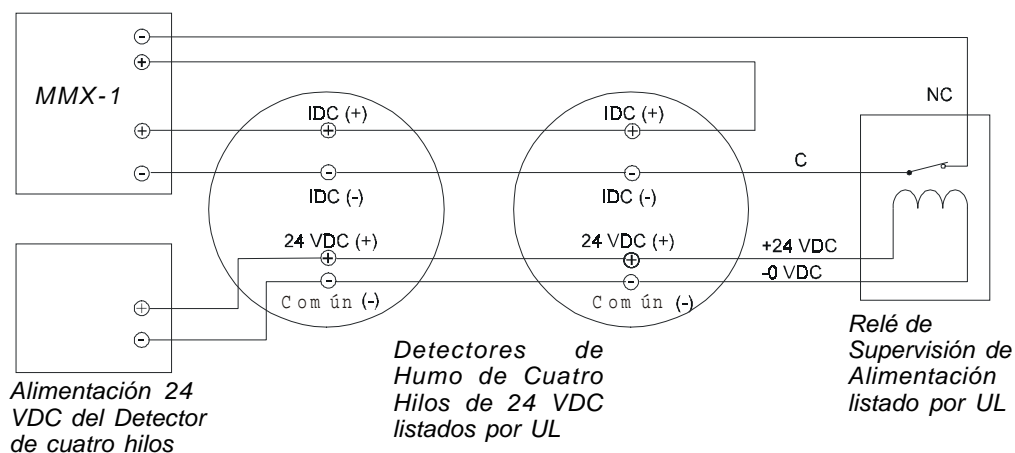 MMX-1
IDC (+)
IDC (+)
NC
C
IDC (-)
IDC (-)
24 VDC (+)
24 VDC (+)
+24 VDC
-0 VDC
Común (-)
Común (-)
Alimentación 24
VDC del Detector
de cuatro hilos
Detectores de
Humo de Cuatro
Hilos de 24 VDC
listados por UL
Relé de
Supervisión de
Alimentación
listado por UL